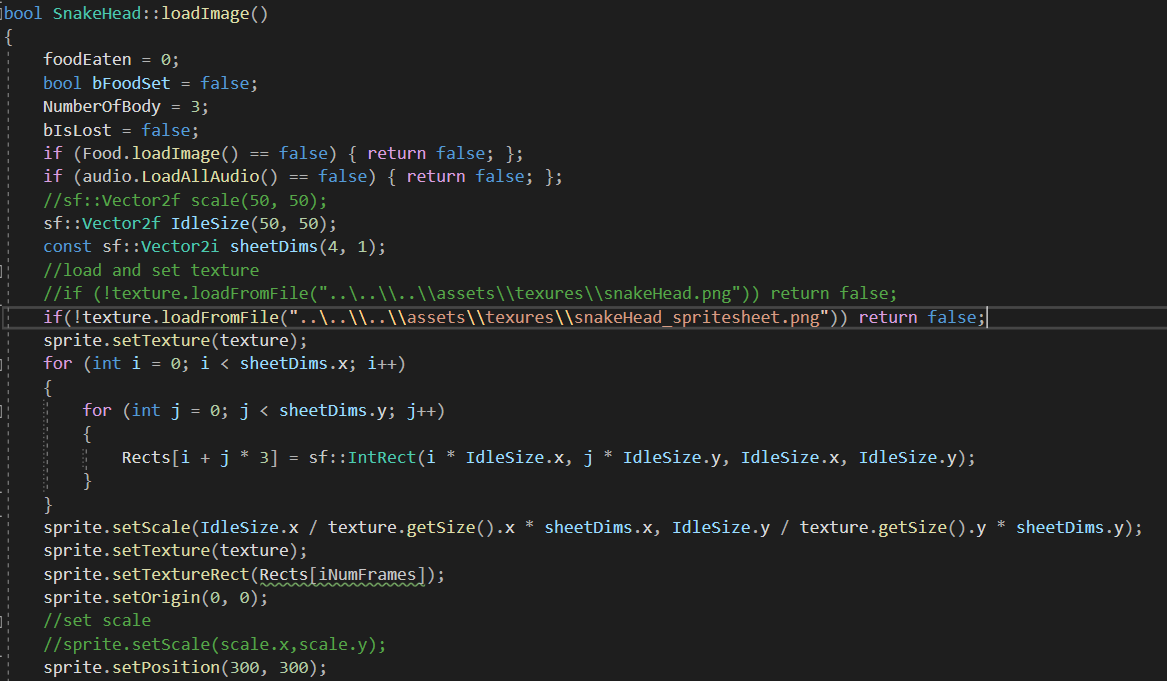 bool SnakeHead::loadImage()
{
foodEaten = 0;
bool bFoodSet = false;
NumberOfBody = 3;
bIsLost = false;
if (Food.loadImage() == false) { return false; };
if (audio.LoadAllAudio() == false) { return false; };
//sf::Vector2f scale(50, 50);
sf::Vector2f IdleSize(50, 50);
const sf::Vector2i sheetDims(4, 1);
//load and set texture
//if (!texture.loadFromFile("..\..\\..\\assets\\texures\\snakeHead.png")) return false;
if(!texture.loadFromFile("..\..\\..\\assets\\texures\\snakeHead_spritesheet.png")) return false;
sprite.setTexture(texture);
for (int i = 0; i < sheetDims.x; i++)
{
for (int j = 0; j < sheetDims.y; j++)
{
Rects[i + j * 3] = sf::IntRect(i * IdleSize.x, j * IdleSize.y, IdleSize.x, IdleSize.y);
}
}
sprite.setScale(IdleSize.x / texture.getSize().x * sheetDims.x, IdleSize.y / texture.getSize().y * sheetDims.y);
sprite.setTexture(texture);
sprite.setTextureRect(Rects[iNumFrames]);
sprite.setOrigin(0, 0);
//set scale
//sprite.setScale(scale.x,scale.y);
sprite.setPosition(300, 300);